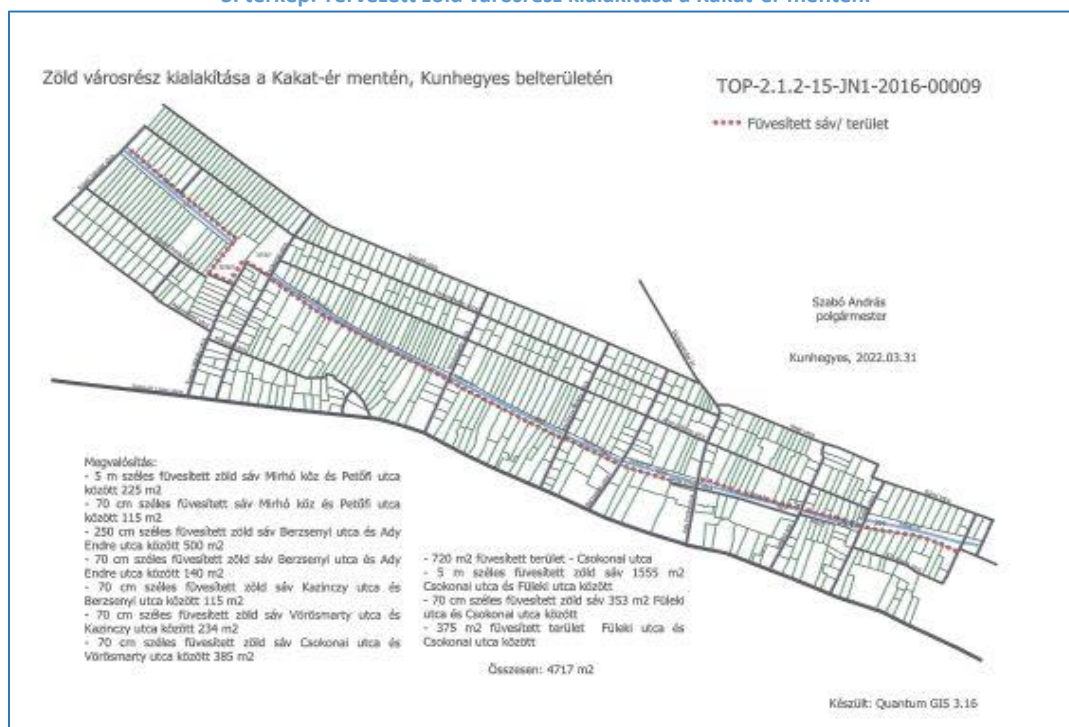 Zöld városrész kialakítása a Kakat-ér mentén, Kunhegyes belterületén
TOP-2.1.2-15-JN1-2016-00009
Füvesített sáv/ terület
Szabó András
polgármester
Kunhegyes, 2022.03.31
Megvalósítás:
- 5 m széles füvesített zöld sáv Mirhó köz és Petőfi utca
között 225 m2
- 70 cm széles füvesített sáv Mirhó köz és Petőfi utca
között 115 m2
- 250 cm széles füvesített zöld sáv Berzsenyi utca és Ady
Endre utca között 500 m2
- 70 cm széles füvesített zöld sáv Berzsenyi utca és Ady
Endre utca között 140 m2
- 70 cm széles füvesített zöld sáv Kazinczy utca és
Berzsenyi utca között 115 m2
- 70 cm széles füvesített zöld sáv Vörösmarty utca és
Kazinczy utca között 234 m2
- 70 cm széles füvesített zöld sáv Csokonai utca és
Vörösmarty utca között 385 m2
- 720 m2 füvesített terület - Csokonai utca
- 5 m széles füvesített zöld sáv 1555 m2
Csokonai utca és Füleki utca között
- 70 cm széles füvesített zöld sáv 353 m2 Füleki
utca és Csokonai utca között
- 375 m2 füvesített terület Füleki utca és
Csokonai utca között
Összesen: 4717 m2
Készült: Quantum GIS 3.16